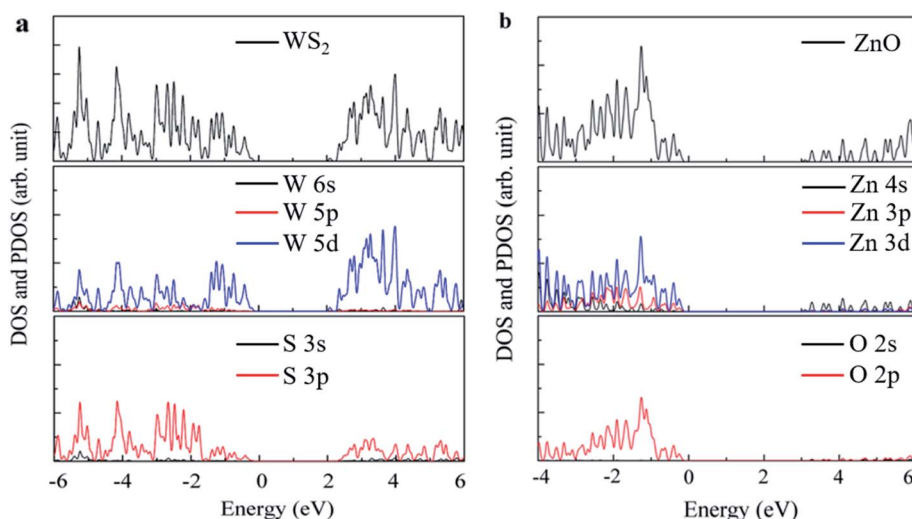 a
WS₂
W 6s
W 5p
W 5d
S 3s
S 3p
DOS and PDOS (arb. unit)
-6 -4 -2 0 2 4 6
Energy (eV)
b
ZnO
Zn 4s
Zn 3p
Zn 3d
O 2s
O 2p
DOS and PDOS (arb. unit)
-4 -2 0 2 4 6
Energy (eV)